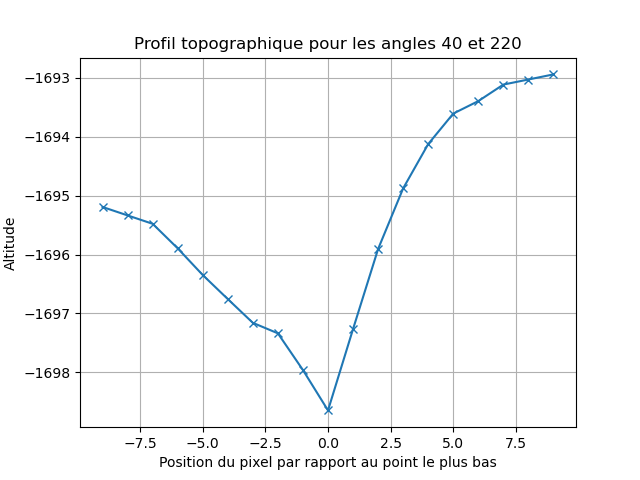 Profil topographique pour les angles 40 et 220
−1693
−1694
−1695
−1696
−1697
−1698
Altitude
−7.5 −5.0 −2.5 0.0 2.5 5.0 7.5
Position du pixel par rapport au point le plus bas